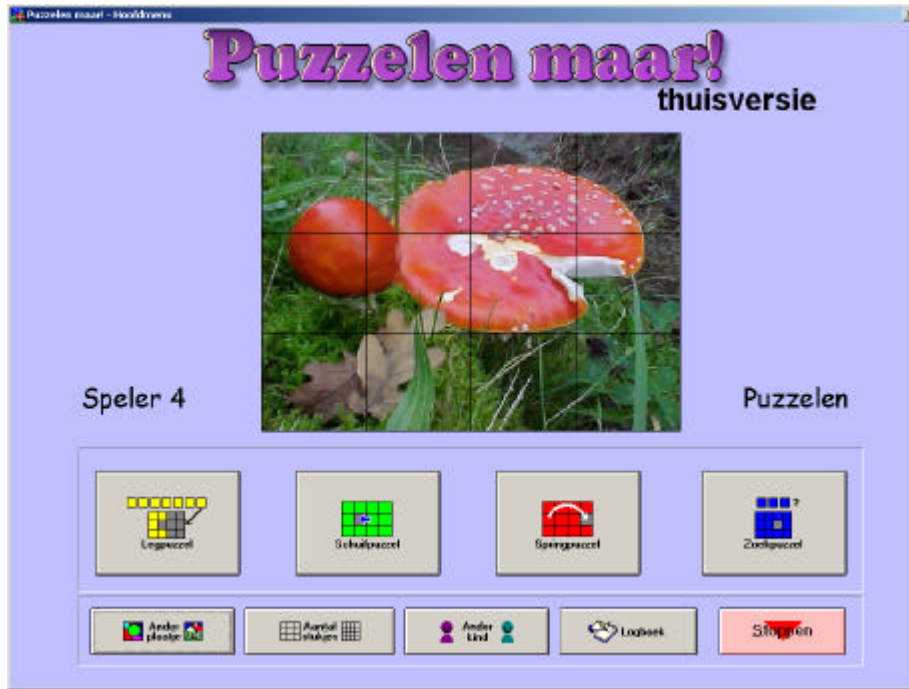 Puzzelen maar! - Hoofdmenu
Puzzelen maar!
thuisversie
Speler 4
Puzzelen
Legpuzzel
Schuifpuzzel
Springpuzzel
Zoekpuzzel
?
Ander
plaatje
Aantal
stukjes
Ander
kind
Logboek
Stoppen